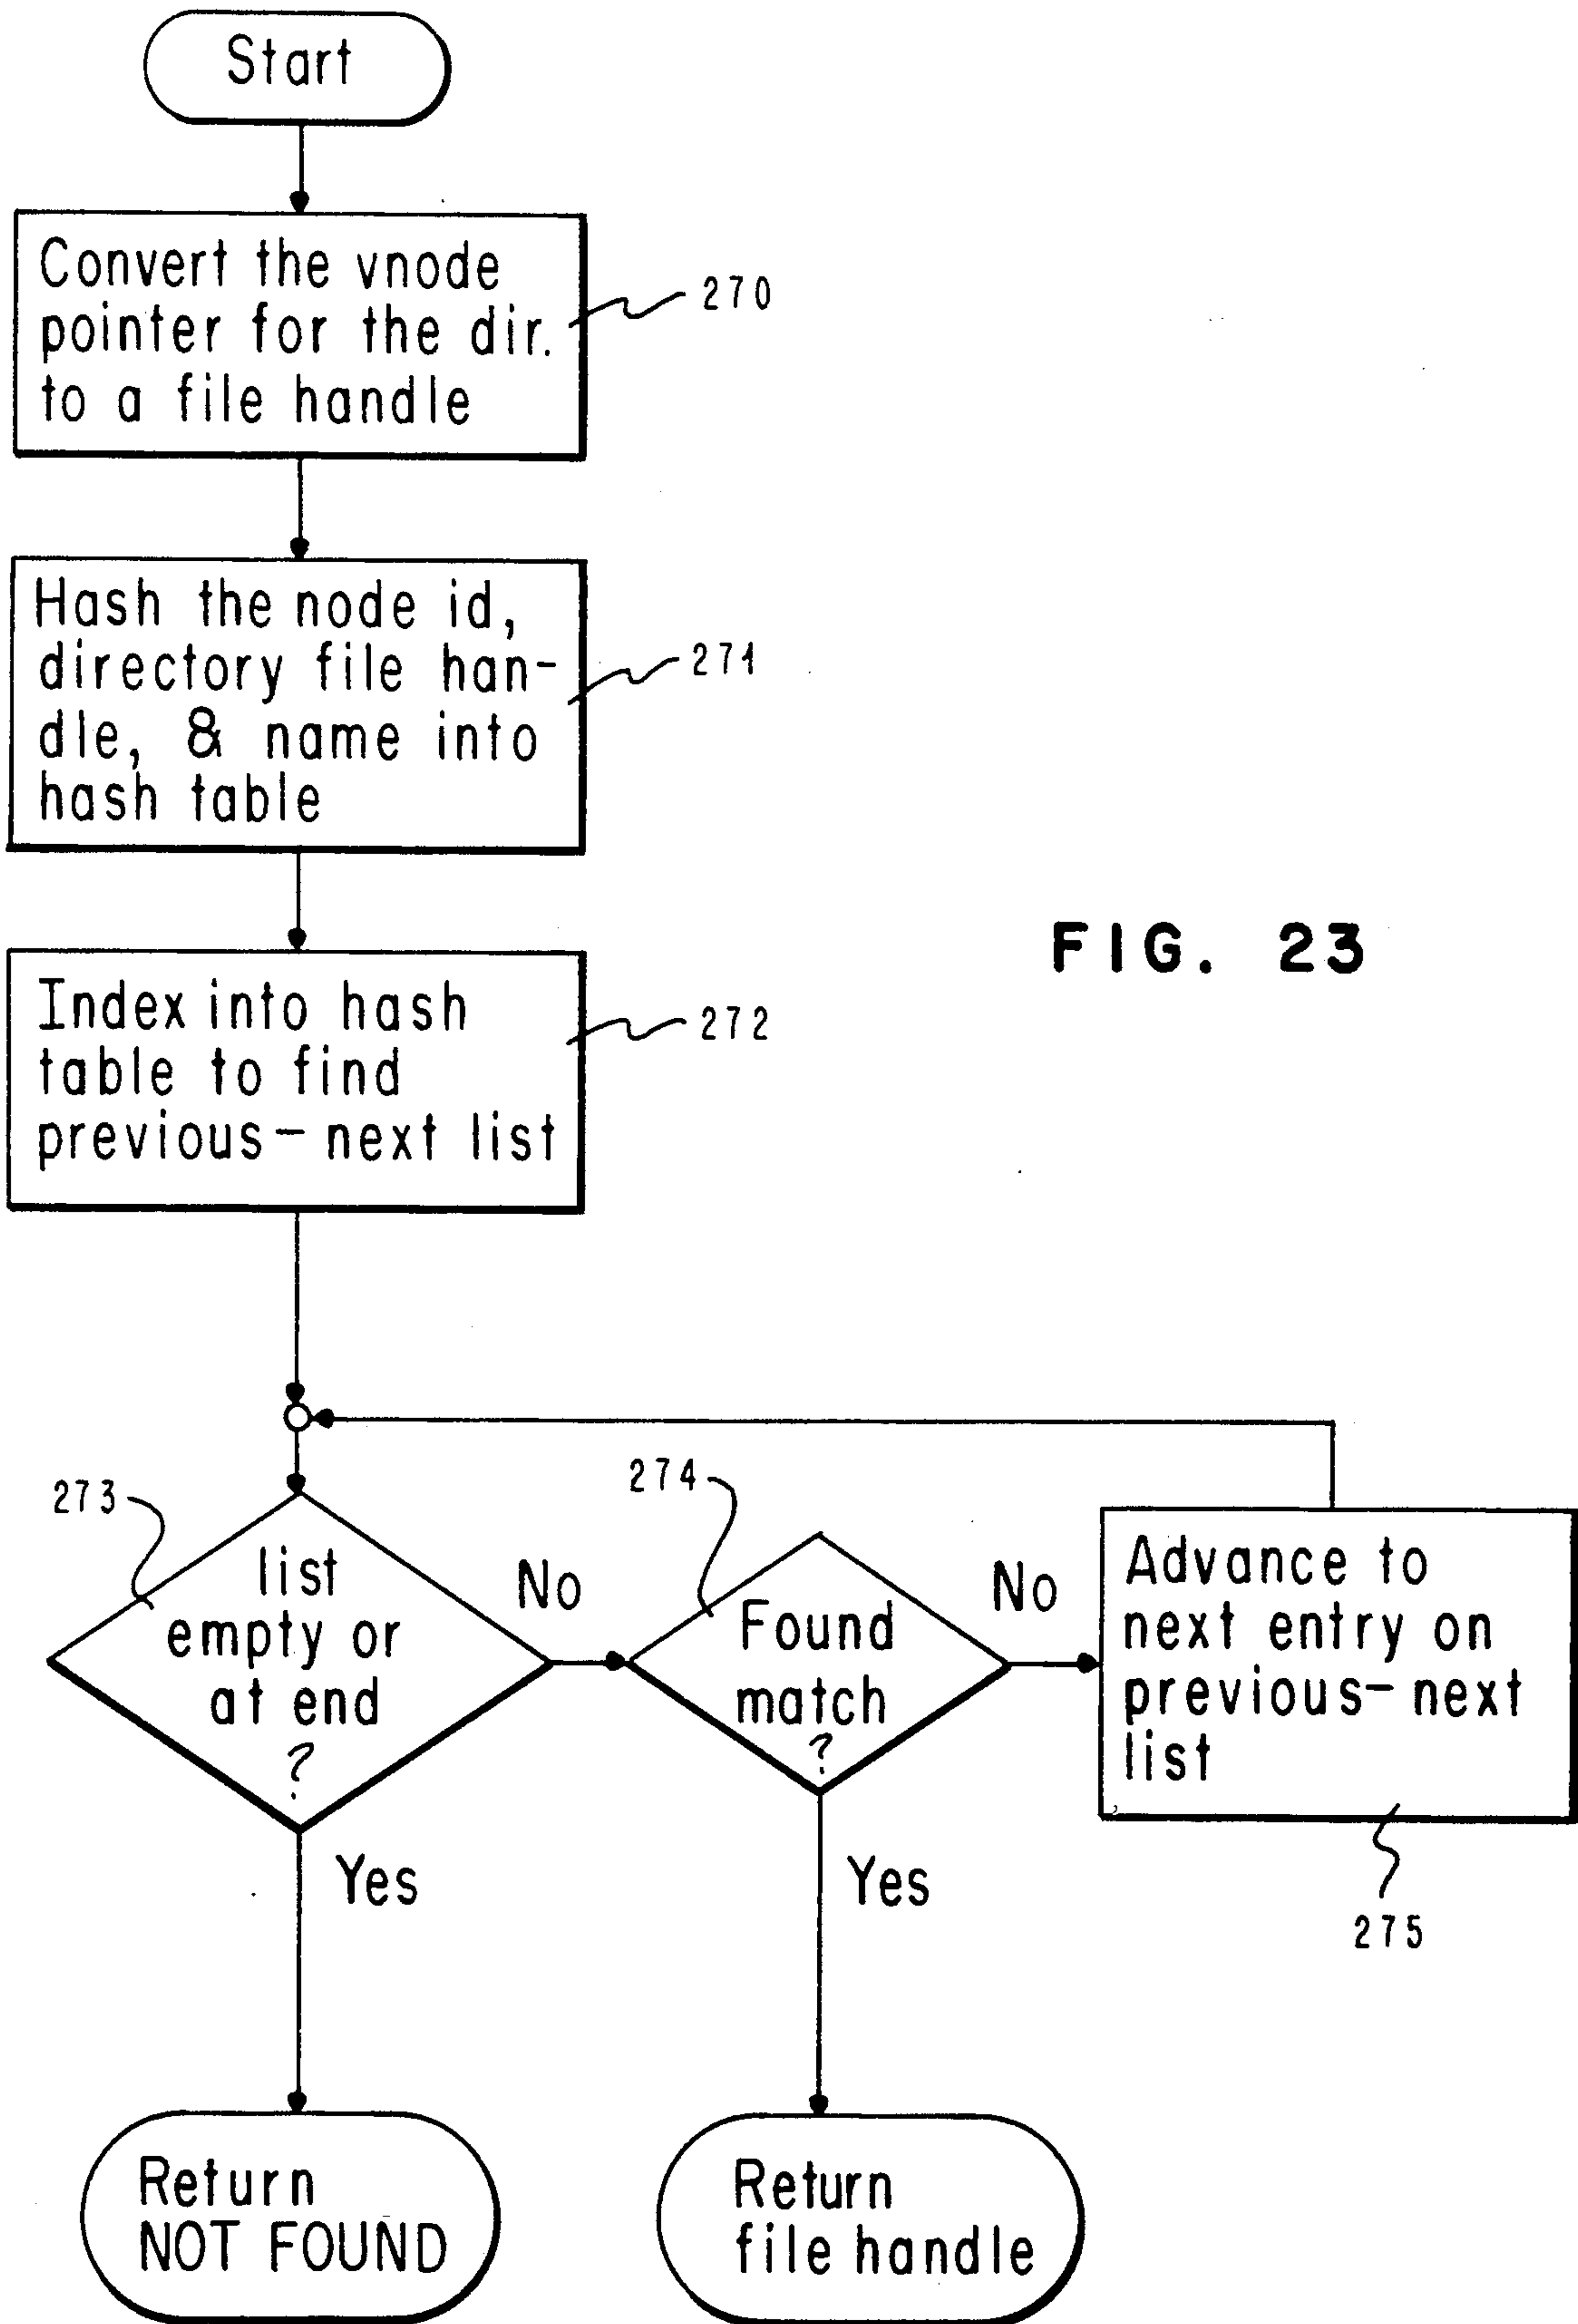 Start
Convert the vnode
pointer for the dir.
to a file handle
270
Hash the node id,
directory file han-
dle, & name into
hash table
271
Index into hash
table to find
previous-next list
272
FIG. 23
273
list
empty or
at end
?
No
274
Found
match
?
No
Advance to
next entry on
previous-next
list
275
Yes
Yes
Return
NOT FOUND
Return
file handle